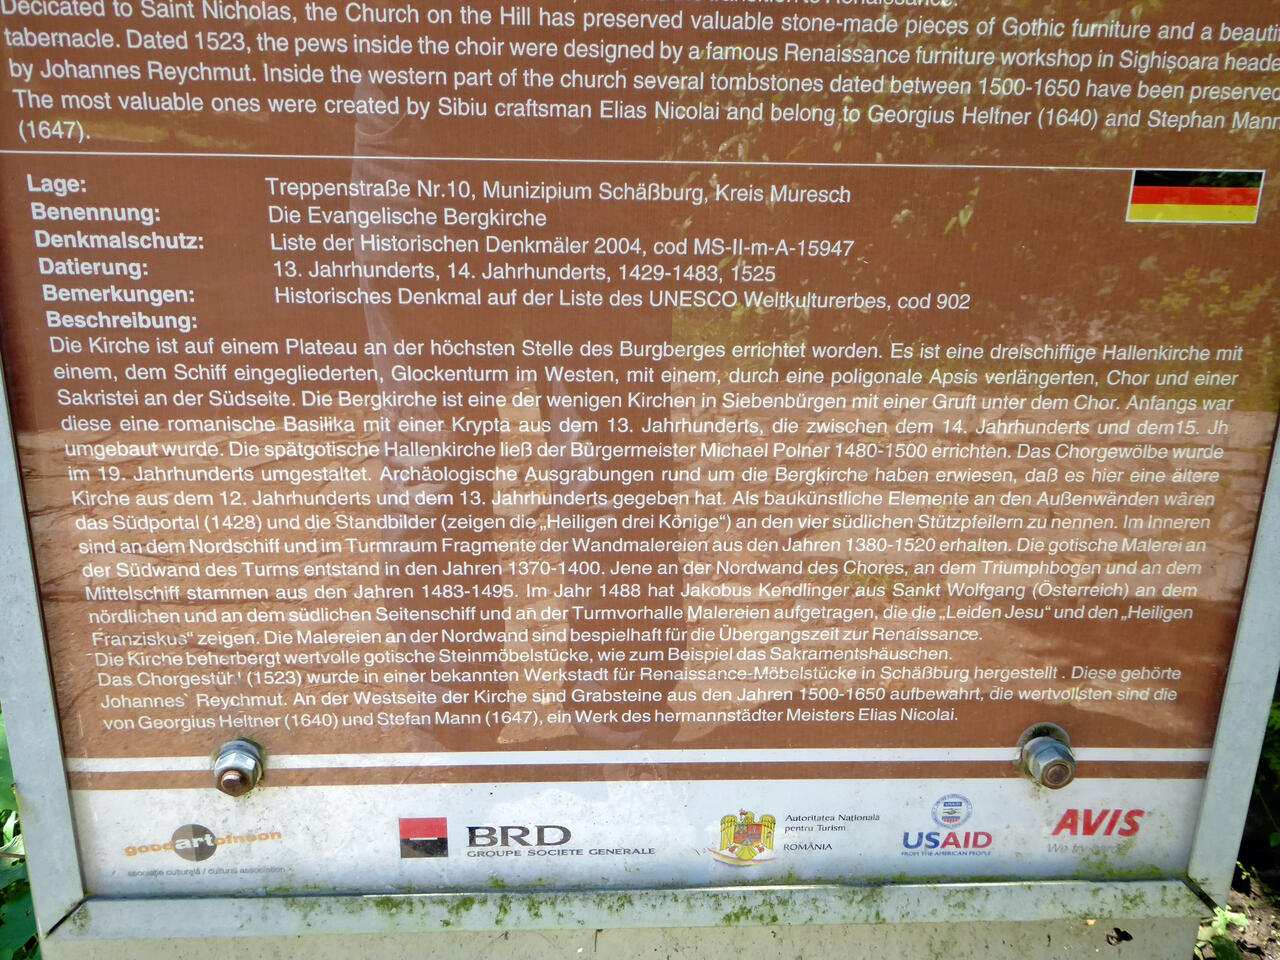 Dedicated to Saint Nicholas, the Church on the Hill has preserved valuable stone-made pieces of Gothic furniture and a beauti
tabernacle. Dated 1523, the pews inside the choir were designed by a famous Renaissance furniture workshop in Sighișoara heade
by Johannes Reychmut. Inside the western part of the church several tombstones dated between 1500-1650 have been preserved
The most valuable ones were created by Sibiu craftsman Elias Nicolai and belong to Georgius Heltner (1640) and Stephan Mann
(1647).
Lage: Treppenstraße Nr.10, Munizipium Schäßburg, Kreis Muresch
Benennung: Die Evangelische Bergkirche
Denkmalschutz: Liste der Historischen Denkmäler 2004, cod MS-II-m-A-15947
Datierung: 13. Jahrhunderts, 14. Jahrhunderts, 1429-1483, 1525
Bemerkungen: Historisches Denkmal auf der Liste des UNESCO Weltkulturerbes, cod 902
Beschreibung:
Die Kirche ist auf einem Plateau an der höchsten Stelle des Burgberges errichtet worden. Es ist eine dreischiffige Hallenkirche mit
einem, dem Schiff eingegliederten, Glockenturm im Westen, mit einem, durch eine poligonale Apsis verlängerten, Chor und einer
Sakristei an der Südseite. Die Bergkirche ist eine der wenigen Kirchen in Siebenbürgen mit einer Gruft unter dem Chor. Anfangs war
diese eine romanische Basilika mit einer Krypta aus dem 13. Jahrhunderts, die zwischen dem 14. Jahrhunderts und dem15. Jh
umgebaut wurde. Die spätgotische Hallenkirche ließ der Bürgermeister Michael Polner 1480-1500 errichten. Das Chorgewölbe wurde
im 19. Jahrhunderts umgestaltet. Archäologische Ausgrabungen rund um die Bergkirche haben erwiesen, daß es hier eine ältere
Kirche aus dem 12. Jahrhunderts und dem 13. Jahrhunderts gegeben hat. Als baukünstliche Elemente an den Außenwänden wären
das Südportal (1428) und die Standbilder (zeigen die „Heiligen drei Könige“) an den vier südlichen Stützpfeilern zu nennen. Im Inneren
sind an dem Nordschiff und im Turmraum Fragmente der Wandmalereien aus den Jahren 1380-1520 erhalten. Die gotische Malerei an
der Südwand des Turms entstand in den Jahren 1370-1400. Jene an der Nordwand des Chores, an dem Triumphbogen und an dem
Mittelschiff stammen aus den Jahren 1483-1495. Im Jahr 1488 hat Jakobus Kendlinger aus Sankt Wolfgang (Österreich) an dem
nördlichen und an dem südlichen Seitenschiff und an der Turmvorhalle Malereien aufgetragen, die die „Leiden Jesu“ und den „Heiligen
Franziskus“ zeigen. Die Malereien an der Nordwand sind bespielhaft für die Übergangszeit zur Renaissance.
Die Kirche beherbergt wertvolle gotische Steinmöbelstücke, wie zum Beispiel das Sakramentshäuschen.
Das Chorgestühl (1523) wurde in einer bekannten Werkstadt für Renaissance-Möbelstücke in Schäßburg hergestellt . Diese gehörte
Johannes Reychmut. An der Westseite der Kirche sind Grabsteine aus den Jahren 1500-1650 aufbewahrt, die wertvollsten sind die
von Georgius Heltner (1640) und Stefan Mann (1647), ein Werk des hermannstädter Meisters Elias Nicolai.
goodartofnoon
asociație culturală / cultural association
BRD
GROUPE SOCIETE GENERALE
Autoritatea Națională
pentru Turism
ROMÂNIA
USAID
FROM THE AMERICAN PEOPLE
AVIS
We try harder